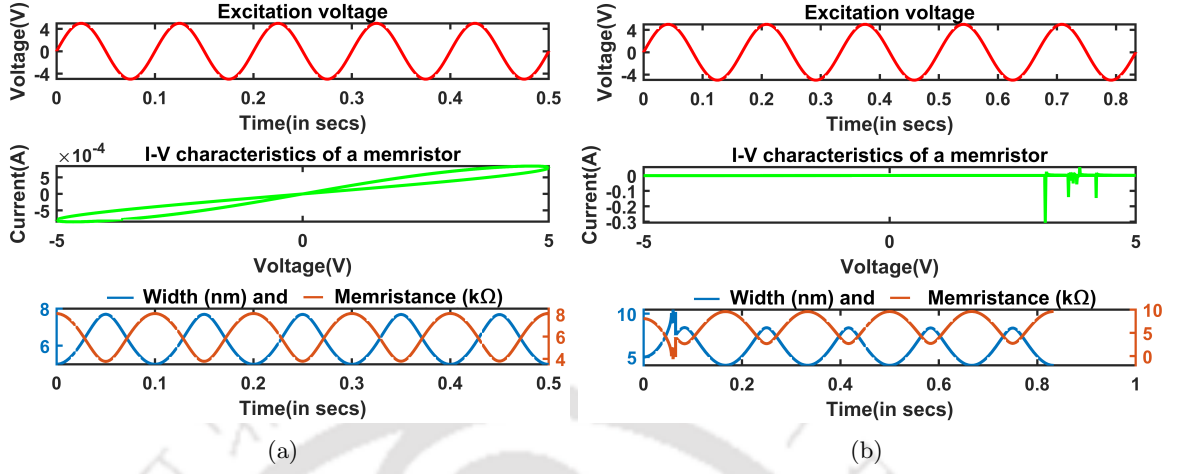 Excitation voltage
Voltage(V)
4
0
-4
0 0.1 0.2 0.3 0.4 0.5
Time(in secs)
×10⁻⁴
I-V characteristics of a memristor
Current(A)
5
0
-5
-5 0 5
Voltage(V)
Width (nm) and Memristance (kΩ)
8
6
8
6
4
0 0.1 0.2 0.3 0.4 0.5
Time(in secs)
(a)
Excitation voltage
Voltage(V)
4
0
-4
0 0.1 0.2 0.3 0.4 0.5 0.6 0.7 0.8
Time(in secs)
I-V characteristics of a memristor
Current(A)
0
-0.1
-0.2
-0.3
-5 0 5
Voltage(V)
Width (nm) and Memristance (kΩ)
10
5
10
5
0
0 0.2 0.4 0.6 0.8 1
Time(in secs)
(b)